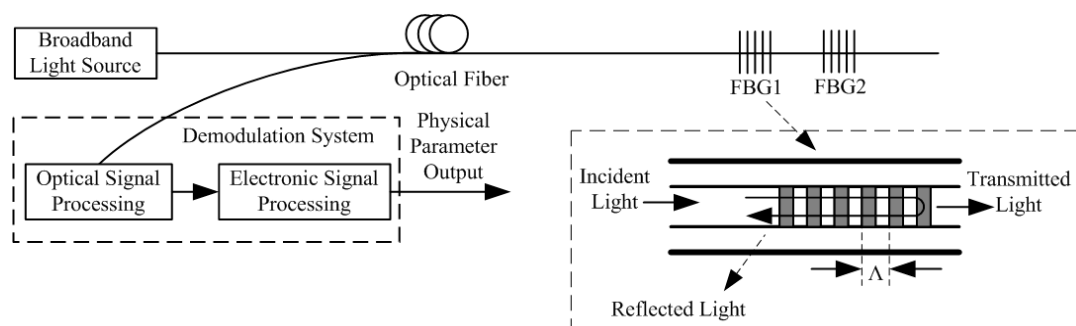 Broadband
Light Source
Optical Fiber
FBG1
FBG2
Demodulation System
Optical Signal
Processing
Electronic Signal
Processing
Physical
Parameter
Output
Incident
Light
Transmitted
Light
Λ
Reflected Light